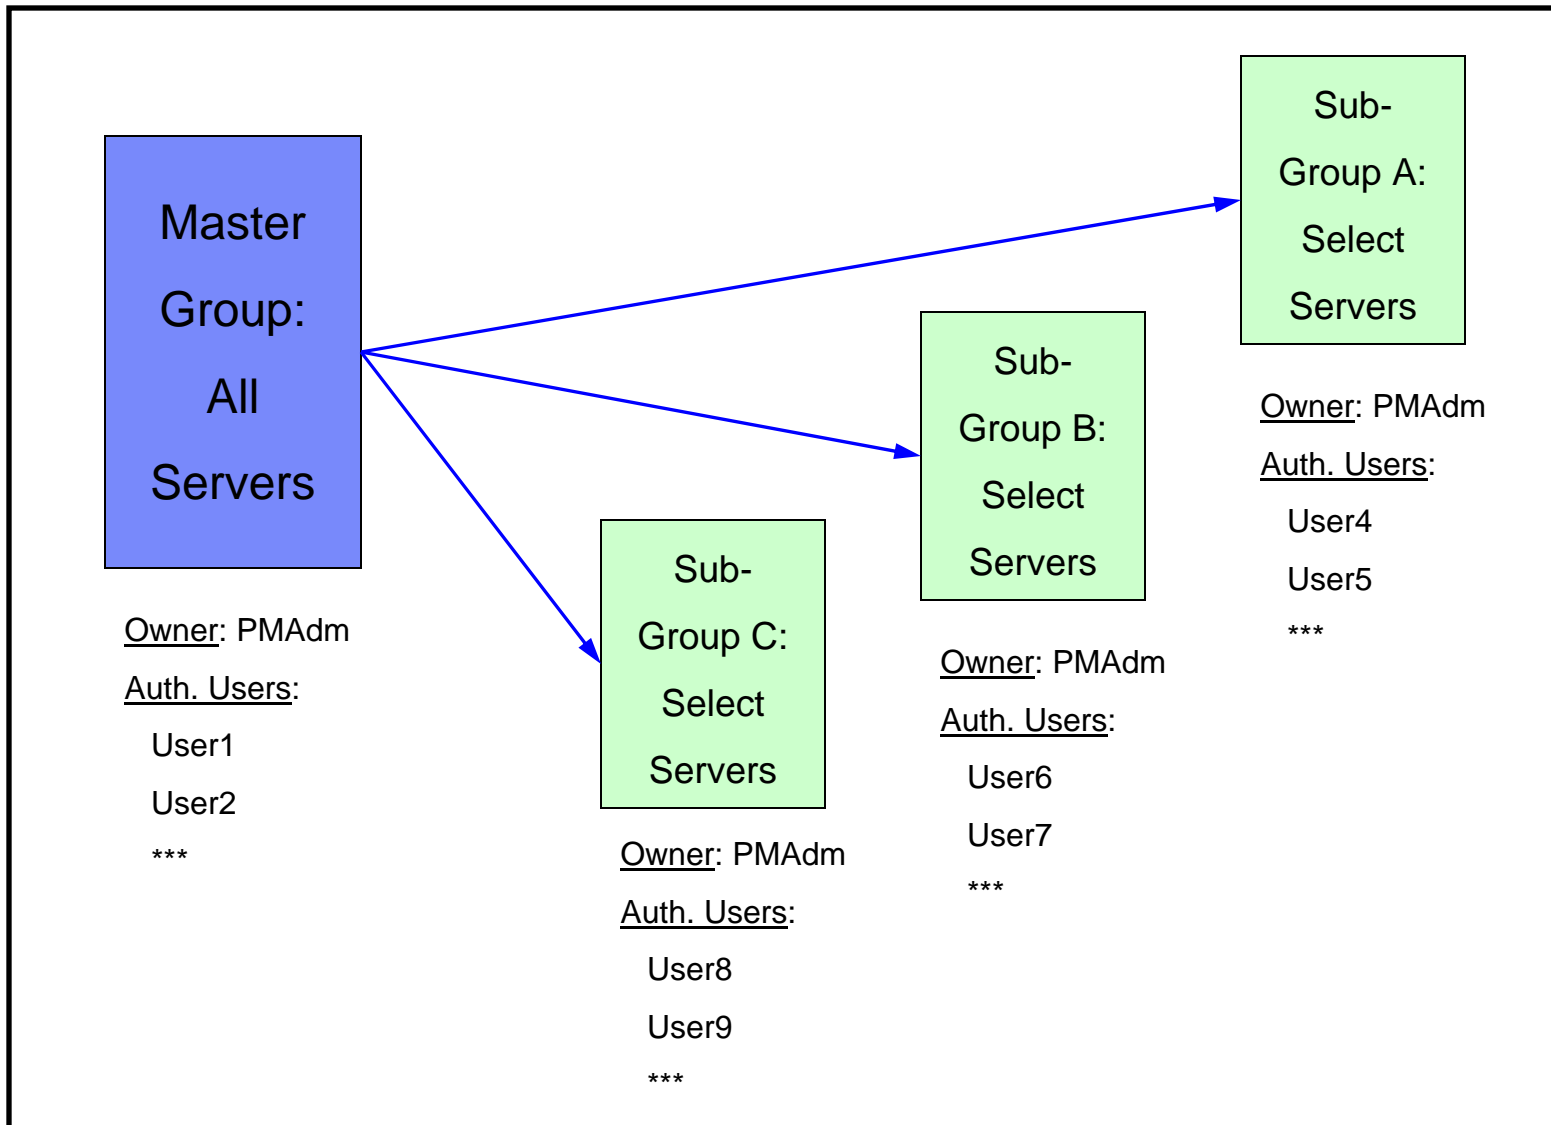 Master
Group:
All
Servers
Owner: PMAdm
Auth. Users:
User1
User2
***
Sub-
Group C:
Select
Servers
Owner: PMAdm
Auth. Users:
User8
User9
***
Sub-
Group B:
Select
Servers
Owner: PMAdm
Auth. Users:
User6
User7
***
Sub-
Group A:
Select
Servers
Owner: PMAdm
Auth. Users:
User4
User5
***